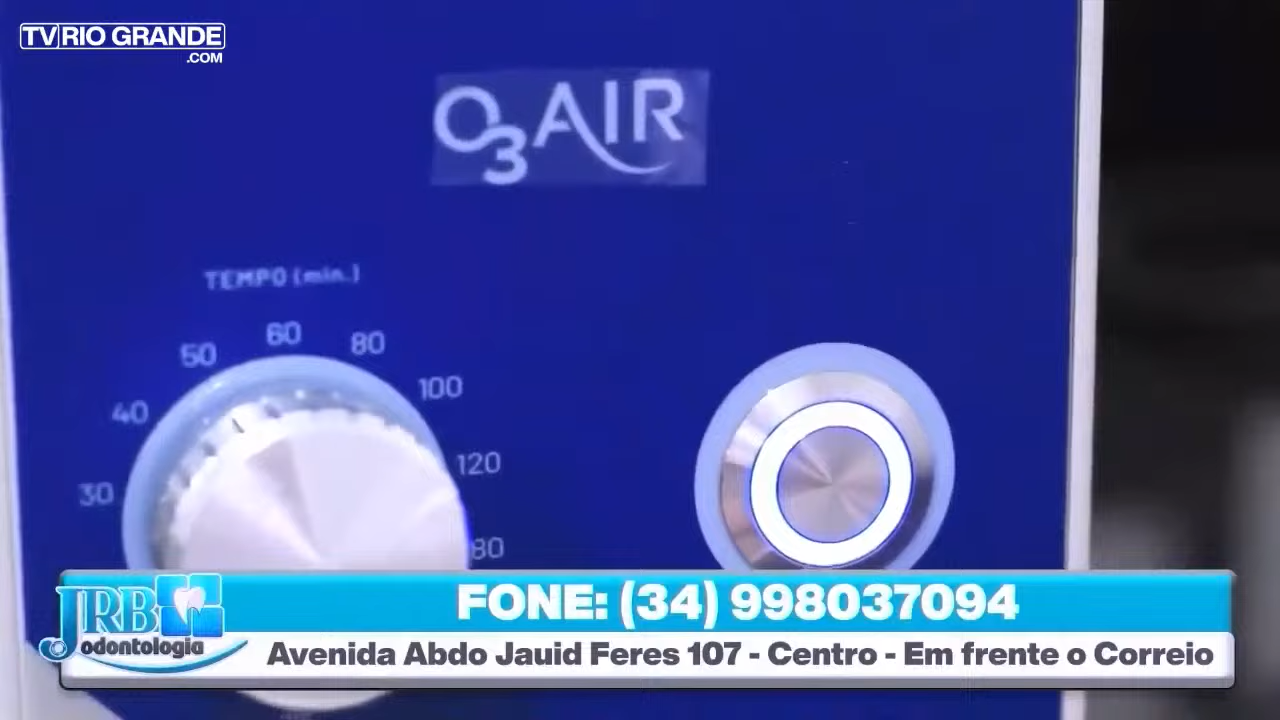 TV RIO GRANDE
.COM
O3AIR
TEMPO (min.)
60
50
80
100
40
120
30
80
FONE: (34) 998037094
JRB
odontologia
Avenida Abdo Jauid Feres 107 - Centro - Em frente o Correio